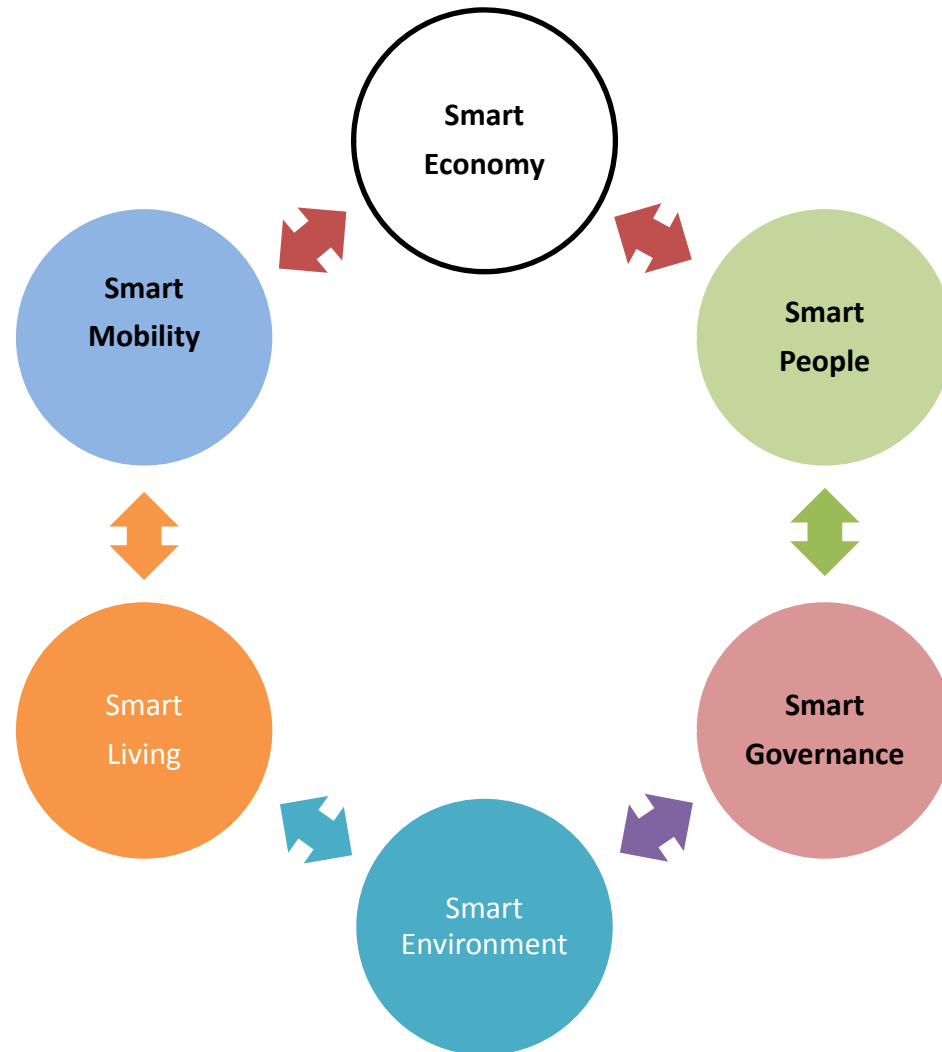 Smart
Economy
Smart
People
Smart
Governance
Smart
Environment
Smart
Living
Smart
Mobility